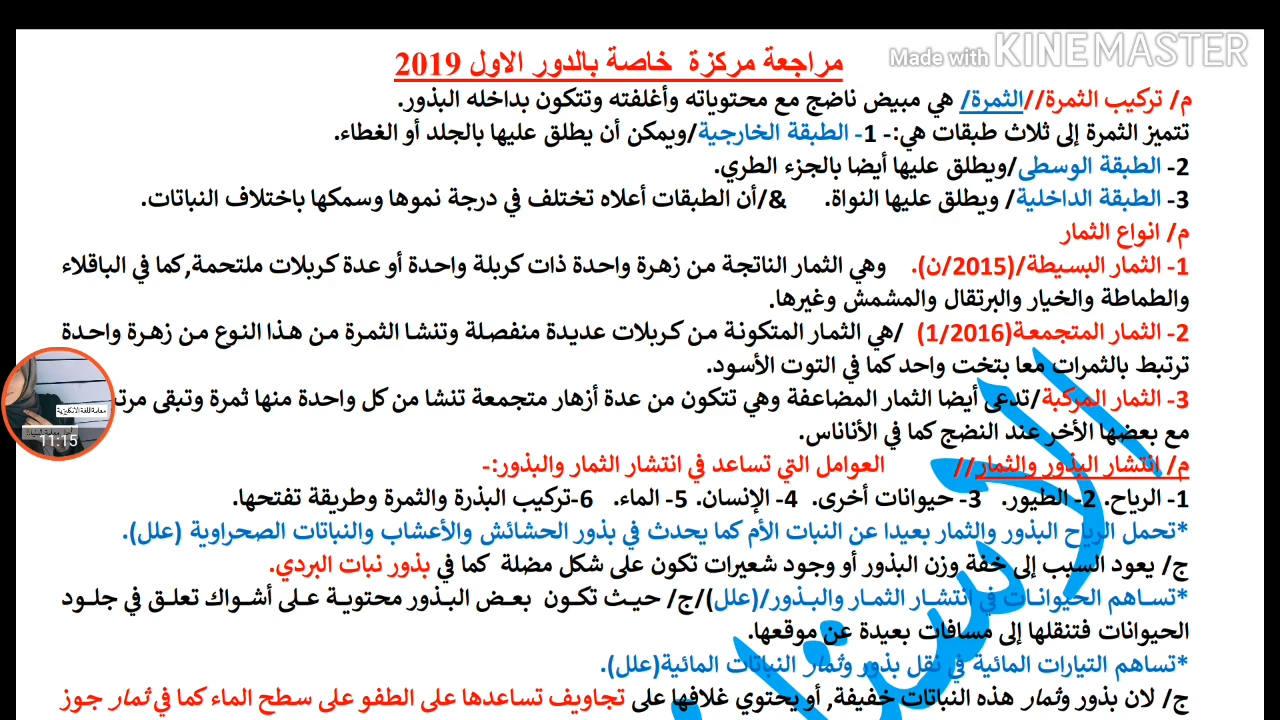 Made with KINEMASTER
مراجعة مركزة خاصة بالدور الاول 2019
م/ تركيب الثمرة//الثمرة/ هي مبيض ناضج مع محتوياته وأغلفته وتتكون بداخله البذور.
تتميز الثمرة إلى ثلاث طبقات هي:- 1- الطبقة الخارجية/ويمكن أن يطلق عليها بالجلد أو الغطاء.
2- الطبقة الوسطى/ويطلق عليها أيضا بالجزء الطري.
3- الطبقة الداخلية/ ويطلق عليها النواة. &/أن الطبقات أعلاه تختلف في درجة نموها وسمكها باختلاف النباتات.
م/ انواع الثمار
1- الثمار البسيطة/(2015/ن). وهي الثمار الناتجة من زهرة واحدة ذات كربلة واحدة أو عدة كربلات ملتحمة,كما في الباقلاء
والطماطة والخيار والبرتقال والمشمش وغيرها.
2- الثمار المتجمعة(1/2016) /هي الثمار المتكونة من كربلات عديدة منفصلة وتنشا الثمرة من هذا النوع من زهرة واحدة
ترتبط بالثمرات معا بتخت واحد كما في التوت الأسود.
3- الثمار المركبة/تدعى أيضا الثمار المضاعفة وهي تتكون من عدة أزهار متجمعة تنشا من كل واحدة منها ثمرة وتبقى
مع بعضها الأخر عند النضج كما في الأناناس.
م/ إنتشار البذور والثمار// العوامل التي تساعد في انتشار الثمار والبذور:-
1- الرياح. 2- الطيور. 3- حيوانات أخرى. 4- الإنسان. 5- الماء. 6-تركيب البذرة والثمرة وطريقة تفتحها.
*تحمل الرياح البذور والثمار بعيدا عن النبات الأم كما يحدث في بذور الحشائش والأعشاب والنباتات الصحراوية (علل).
ج/ يعود السبب إلى خفة وزن البذور أو وجود شعيرات تكون على شكل مضلة كما في بذور نبات البردي.
*تساهم الحيوانات في انتشار الثمار والبذور/(علل)/ج/ حيث تكون بعض البذور محتوية على أشواك تعلق في جلود
الحيوانات فتنقلها إلى مسافات بعيدة عن موقعها.
*تساهم التيارات المائية في نقل بذور وثمار النباتات المائية(علل).
ج/ لان بذور وثمار هذه النباتات خفيفة, أو يحتوي غلافها على تجاويف تساعدها على الطفو على سطح الماء كما في ثمار جوز
11:15